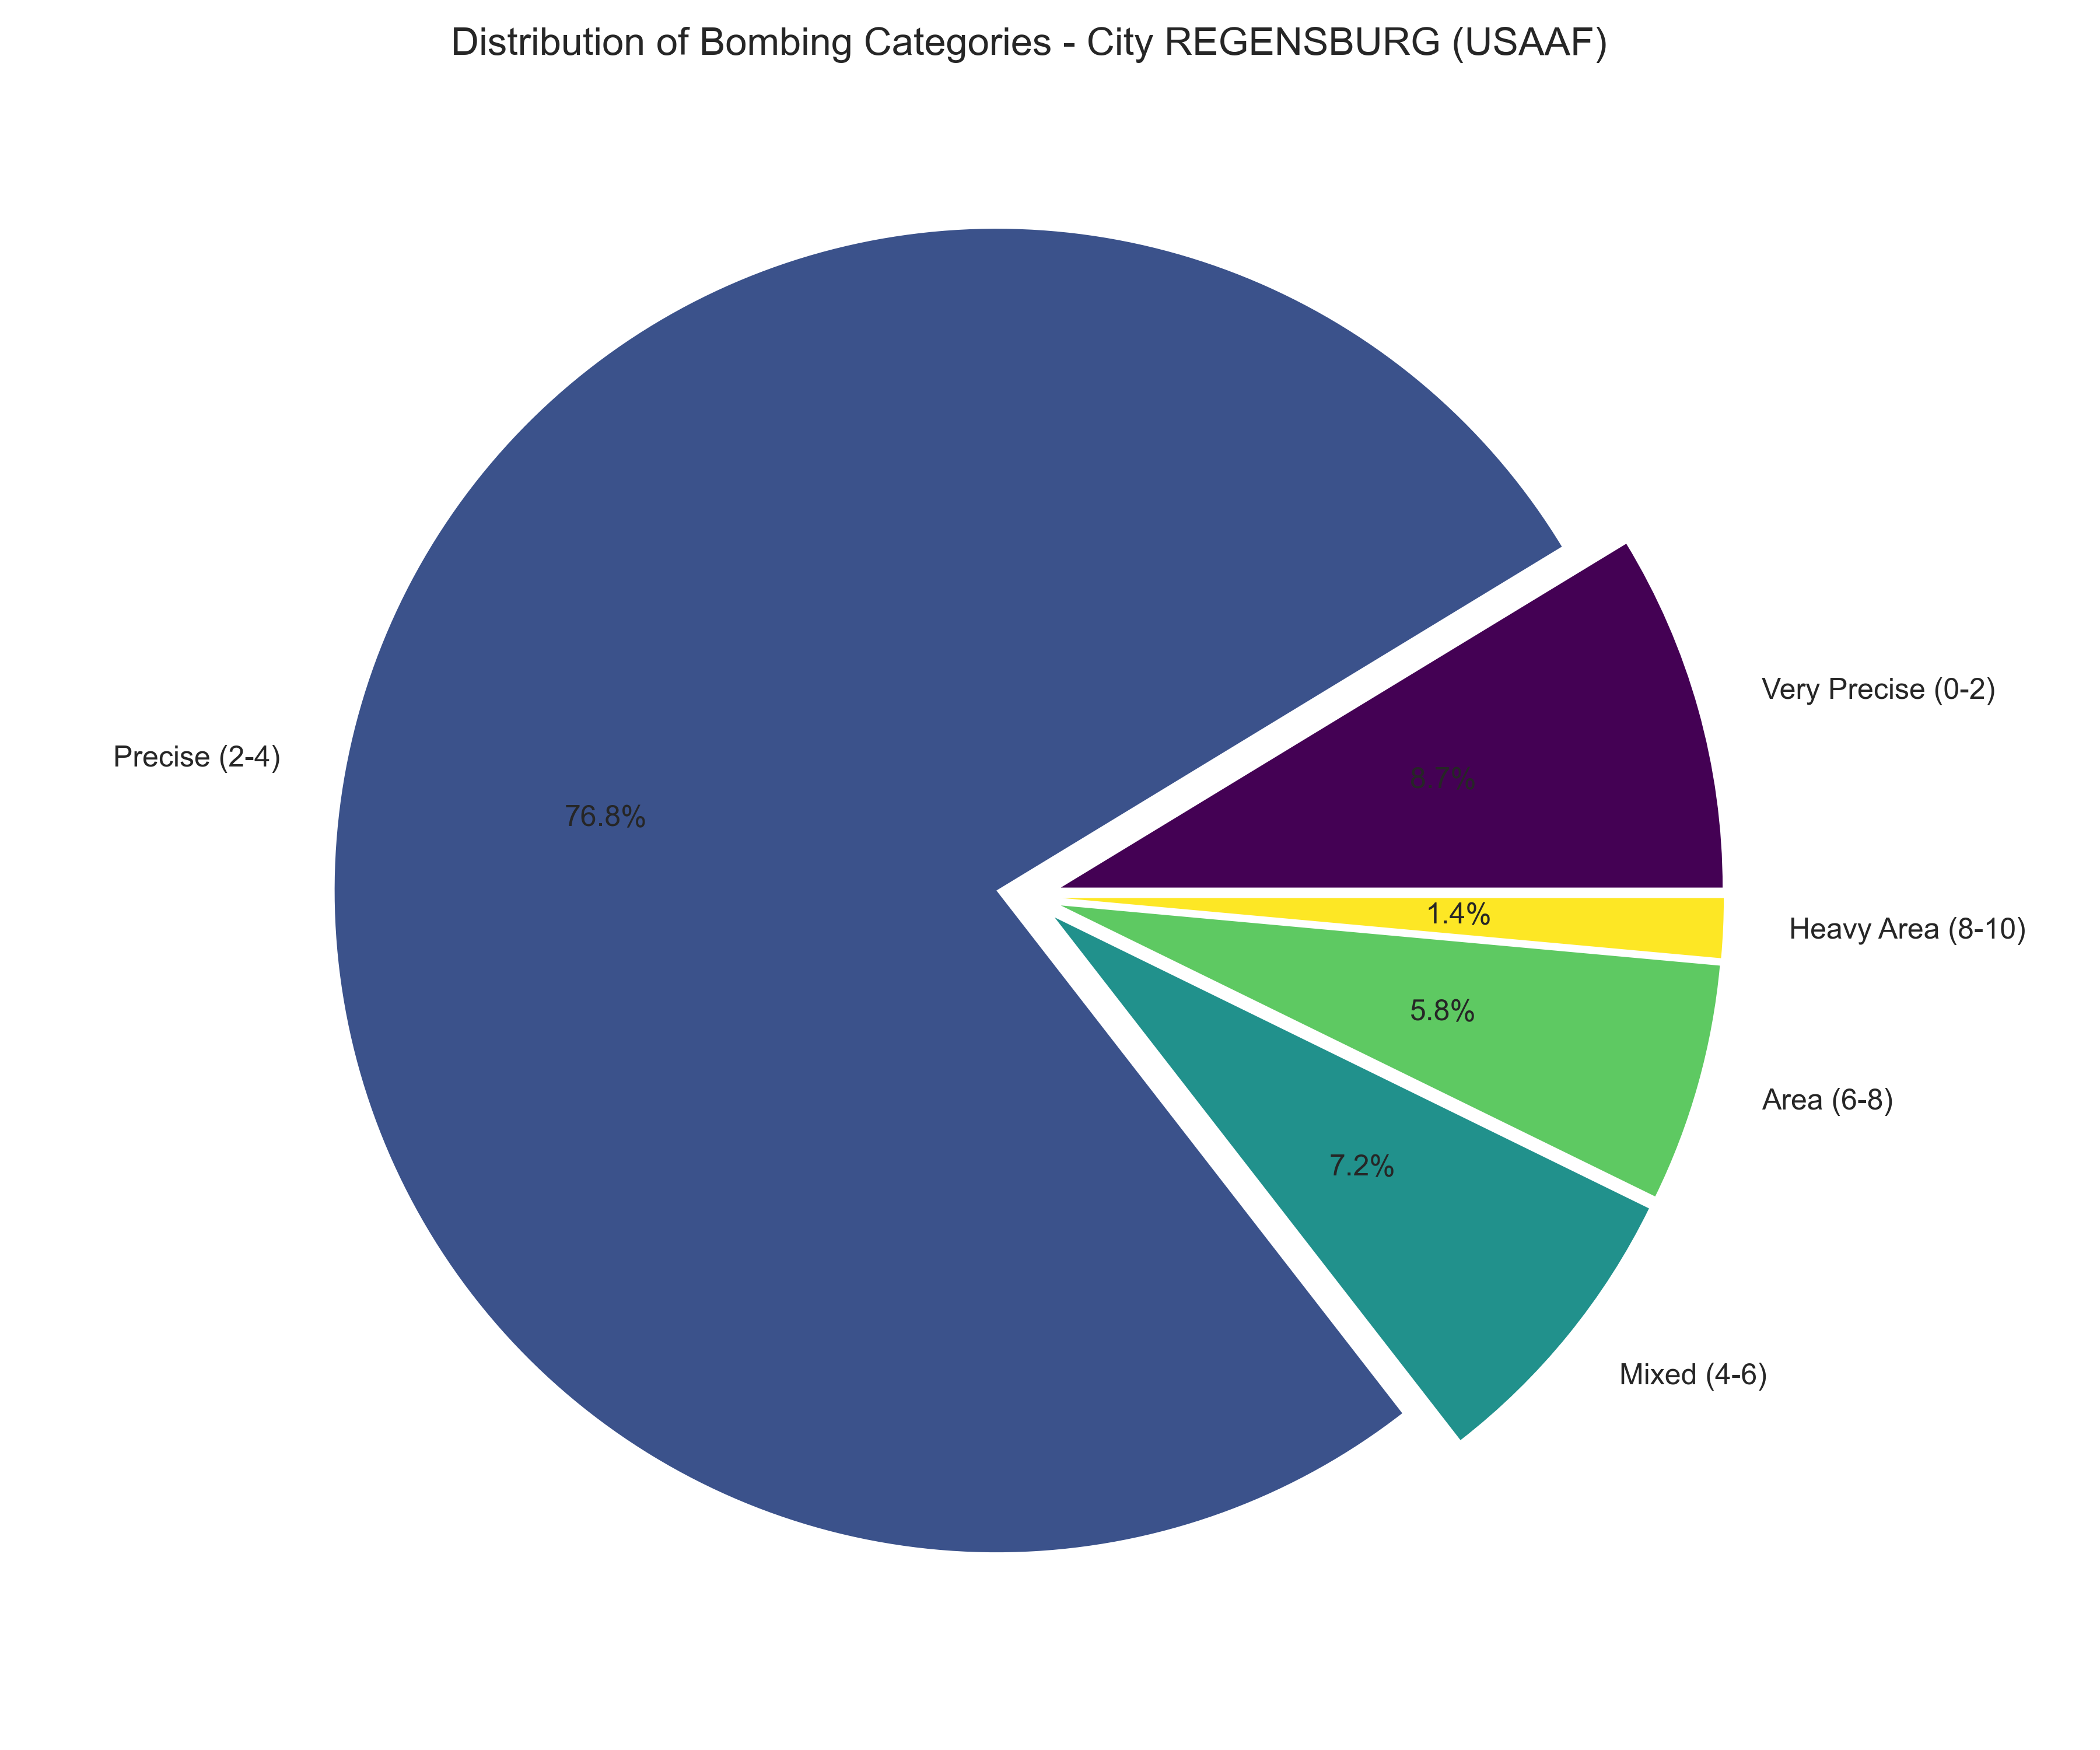 Distribution of Bombing Categories - City REGENSBURG (USAAF)
Very Precise (0-2)
Precise (2-4)
8.7%
76.8%
1.4%
Heavy Area (8-10)
5.8%
Area (6-8)
7.2%
Mixed (4-6)